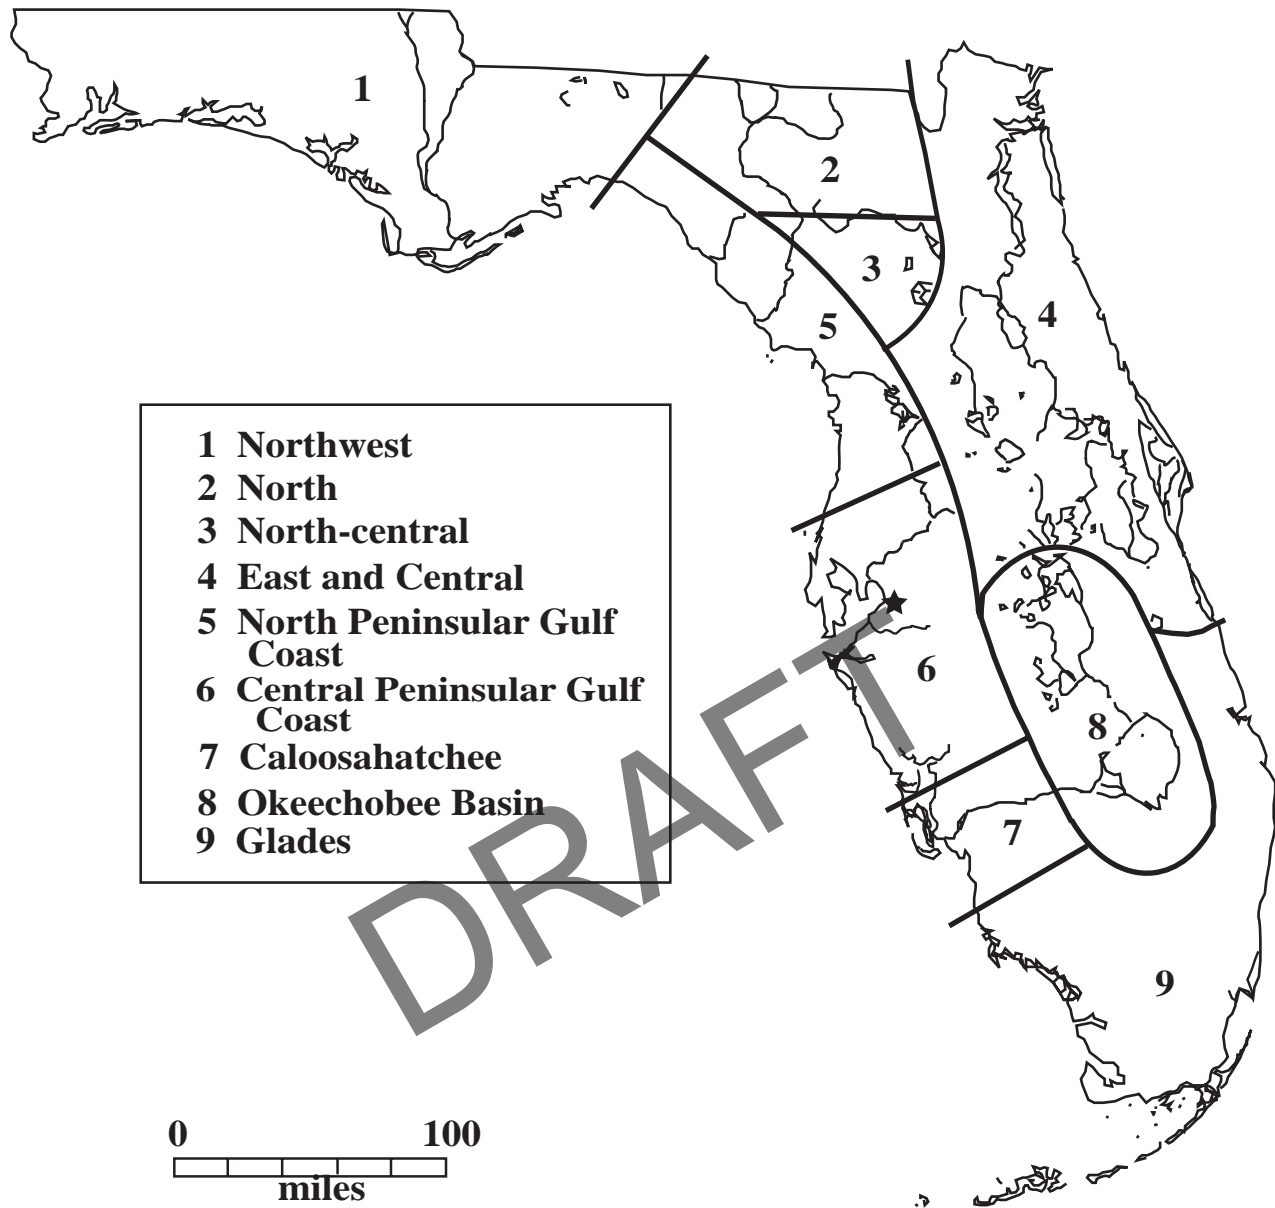 1
2
3
4
5
6
7
8
9
1 Northwest
2 North
3 North-central
4 East and Central
5 North Peninsular Gulf
Coast
6 Central Peninsular Gulf
Coast
7 Caloosahatchee
8 Okeechobee Basin
9 Glades
DRAFT
0 100
miles